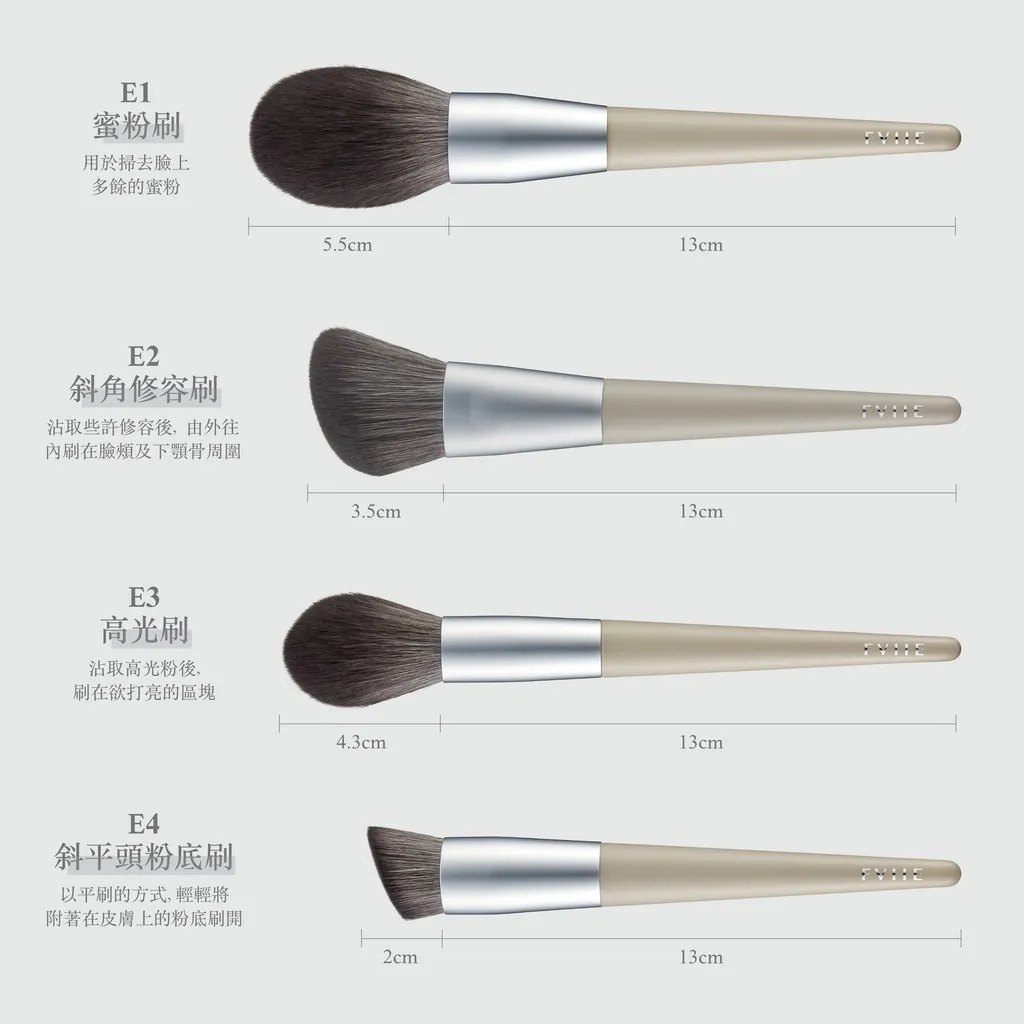 E1
蜜粉刷
用於掃去臉上
多餘的蜜粉
5.5cm
13cm
E2
斜角修容刷
沾取些許修容後, 由外往
內刷在臉頰及下顎骨周圍
3.5cm
13cm
E3
高光刷
沾取高光粉後,
刷在欲打亮的區塊
4.3cm
13cm
E4
斜平頭粉底刷
以平刷的方式, 輕輕將
附著在皮膚上的粉底刷開
2cm
13cm